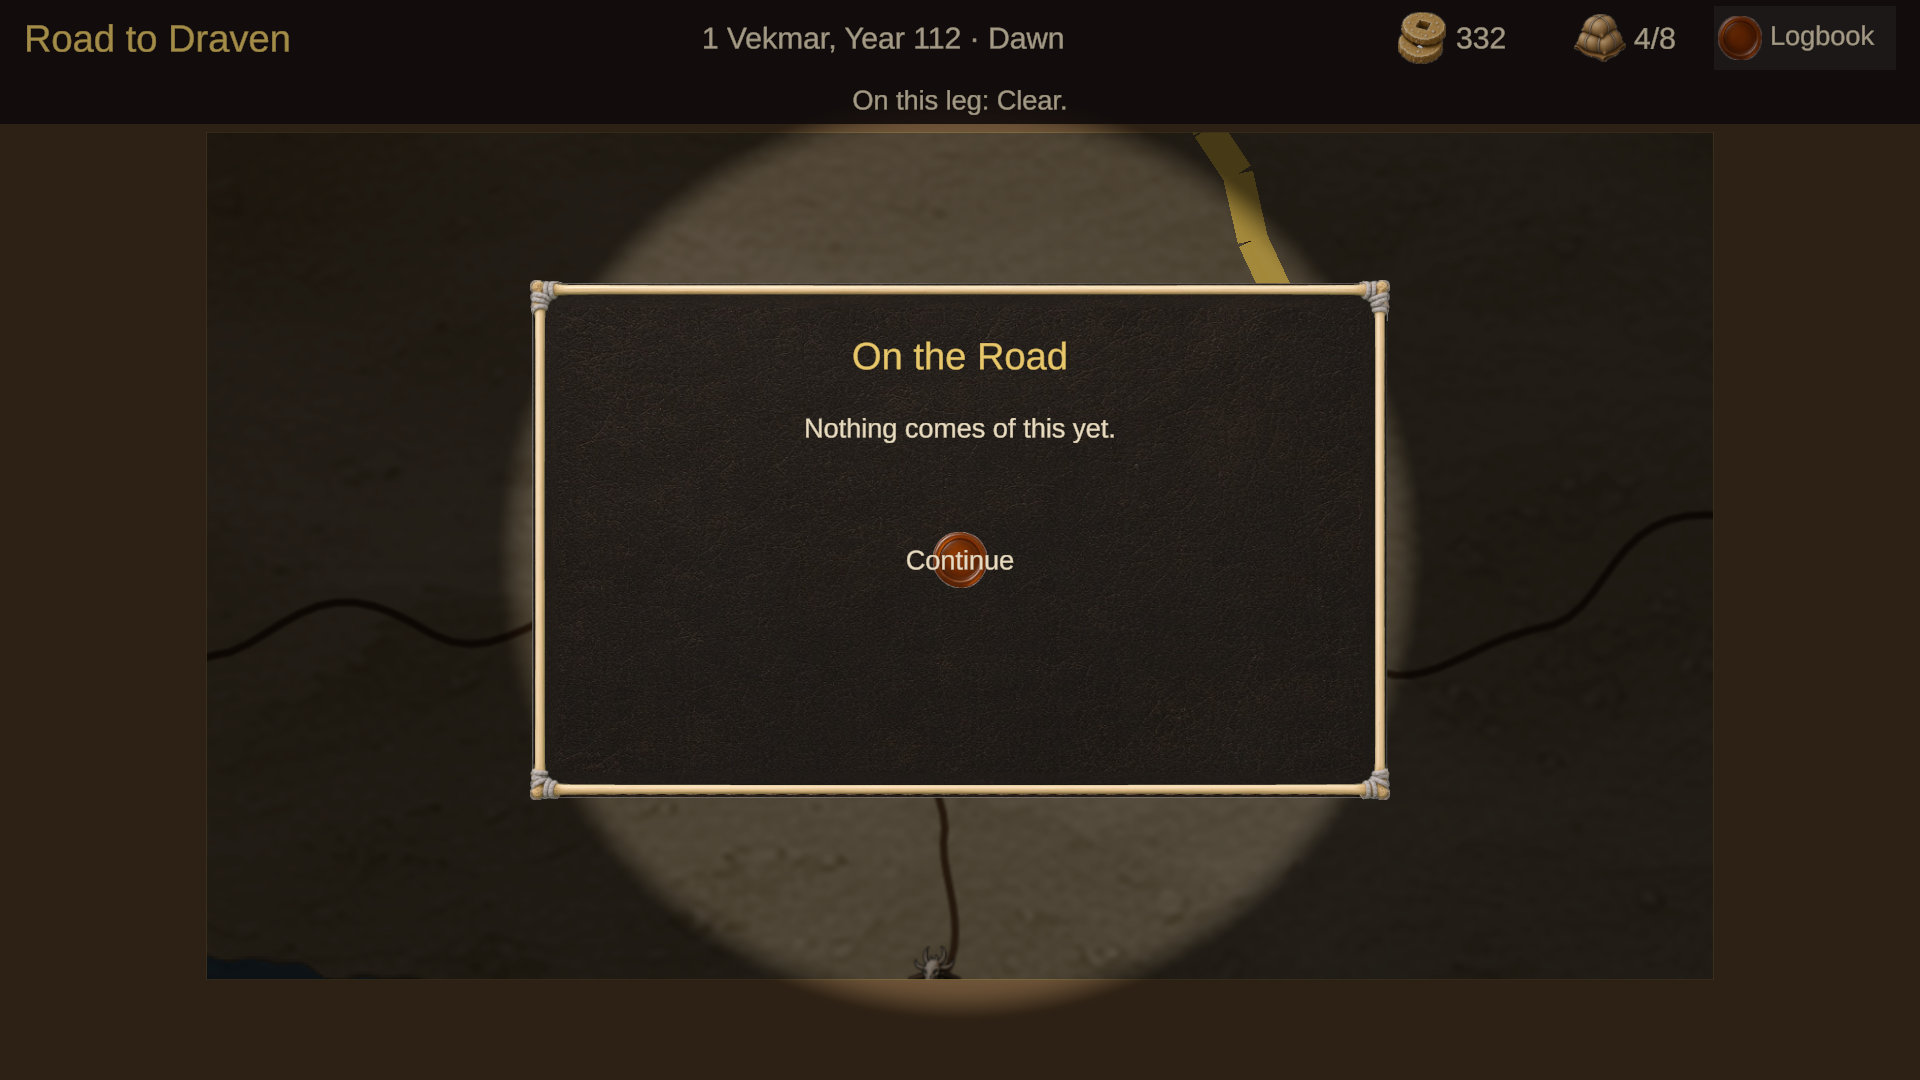 Road to Draven
1 Vekmar, Year 112 · Dawn
332
4/8
Logbook
On this leg: Clear.
On the Road
Nothing comes of this yet.
Continue